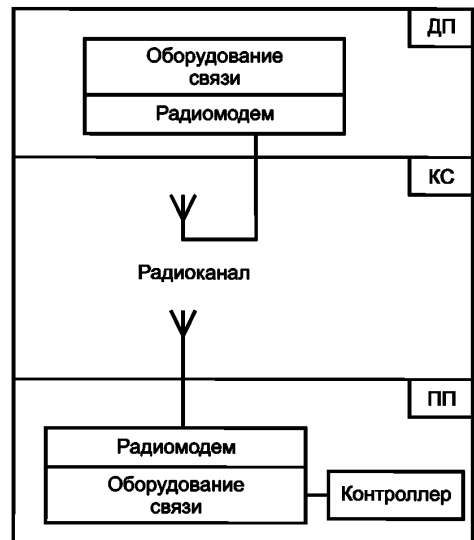 ДП
Оборудование
связи
Радиомодем
КС
Радиоканал
ПП
Радиомодем
Оборудование
связи
Контроллер